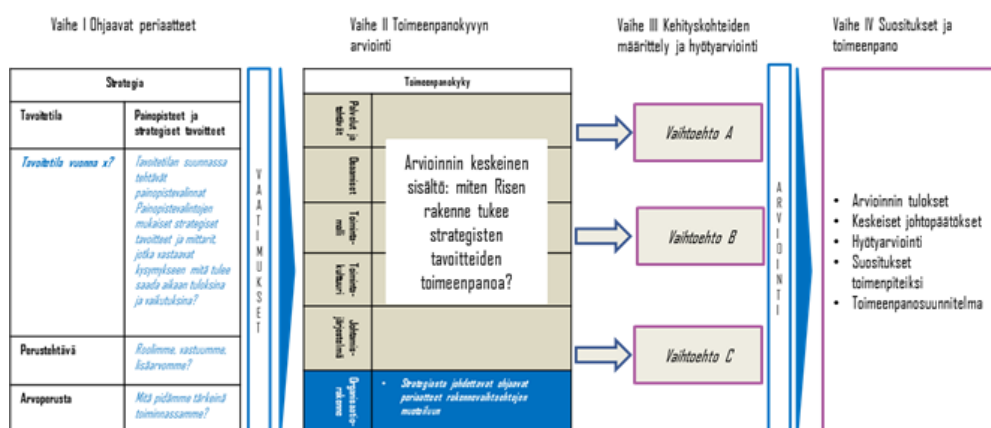 Vaihe I Ohjaavat periaatteet
Vaihe II Toimeenpanokyvyn
arviointi
Vaihe III Kehityskohteiden
määrittely ja hyötyarviointi
Vaihe IV Suositukset ja
toimeenpano
Strategia
Tavoitetila
Painopisteet ja
strategiset tavoitteet
Tavoitetila vuonna x?
Tavoitetilan suunnassa
tehtävät
painopistevalinnat
Painopistevalintojen
mukaiset strategiset
tavoitteet ja mittarit,
jotka vastaavat
kysymykseen mitä tulee
saada aikaan tuloksina
ja vaikutuksina?
Perustehtävä
Roolimme, vastuumme,
lisäarvomme?
Arvoperusta
Mitä pidämme tärkeinä
toiminnassamme?
VAATIMUKSET
Toimeenpanokyky
Palvelut ja
tehtävät
Osaamiset
Toiminta-
malli
Toiminta-
kulttuuri
Johtamis-
järjestelmä
Organisaatio-
rakenne
Arvioinnin keskeinen
sisältö: miten Risen
rakenne tukee
strategisten
tavoitteiden
toimeenpanoa?
• Strategiasta johdettavat ohjaavat
periaatteet rakennevaihtoehtojen
muotoiluun
Vaihtoehto A
Vaihtoehto B
Vaihtoehto C
ARVIOINTI
• Arvioinnin tulokset
• Keskeiset johtopäätökset
• Hyötyarviointi
• Suositukset
toimenpiteiksi
• Toimeenpanosuunnitelma